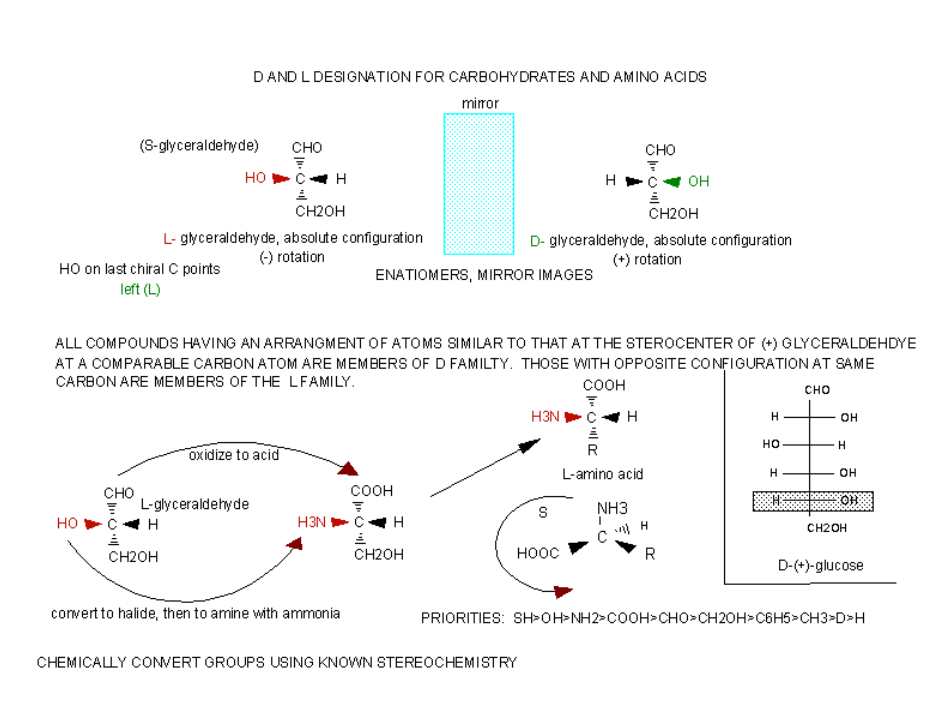 D AND L DESIGNATION FOR CARBOHYDRATES AND AMINO ACIDS
mirror
(S-glyceraldehyde)
CHO
HO C H
CH2OH
CHO
H C OH
CH2OH
L- glyceraldehyde, absolute configuration
(-) rotation
D- glyceraldehyde, absolute configuration
(+) rotation
HO on last chiral C points
left (L)
ENATIOMERS, MIRROR IMAGES
ALL COMPOUNDS HAVING AN ARRANGMENT OF ATOMS SIMILAR TO THAT AT THE STEROCENTER OF (+) GLYCERALDEHDYE
AT A COMPARABLE CARBON ATOM ARE MEMBERS OF D FAMILTY. THOSE WITH OPPOSITE CONFIGURATION AT SAME
CARBON ARE MEMBERS OF THE L FAMILY.
oxidize to acid
CHO
L-glyceraldehyde
HO C H
CH2OH
COOH
H3N C H
CH2OH
convert to halide, then to amine with ammonia
COOH
H3N C H
R
L-amino acid
S
NH3
H
C
HOOC R
CHO
H OH
HO H
H OH
H OH
CH2OH
D-(+)-glucose
PRIORITIES: SH>OH>NH2>COOH>CHO>CH2OH>C6H5>CH3>D>H
CHEMICALLY CONVERT GROUPS USING KNOWN STEREOCHEMISTRY